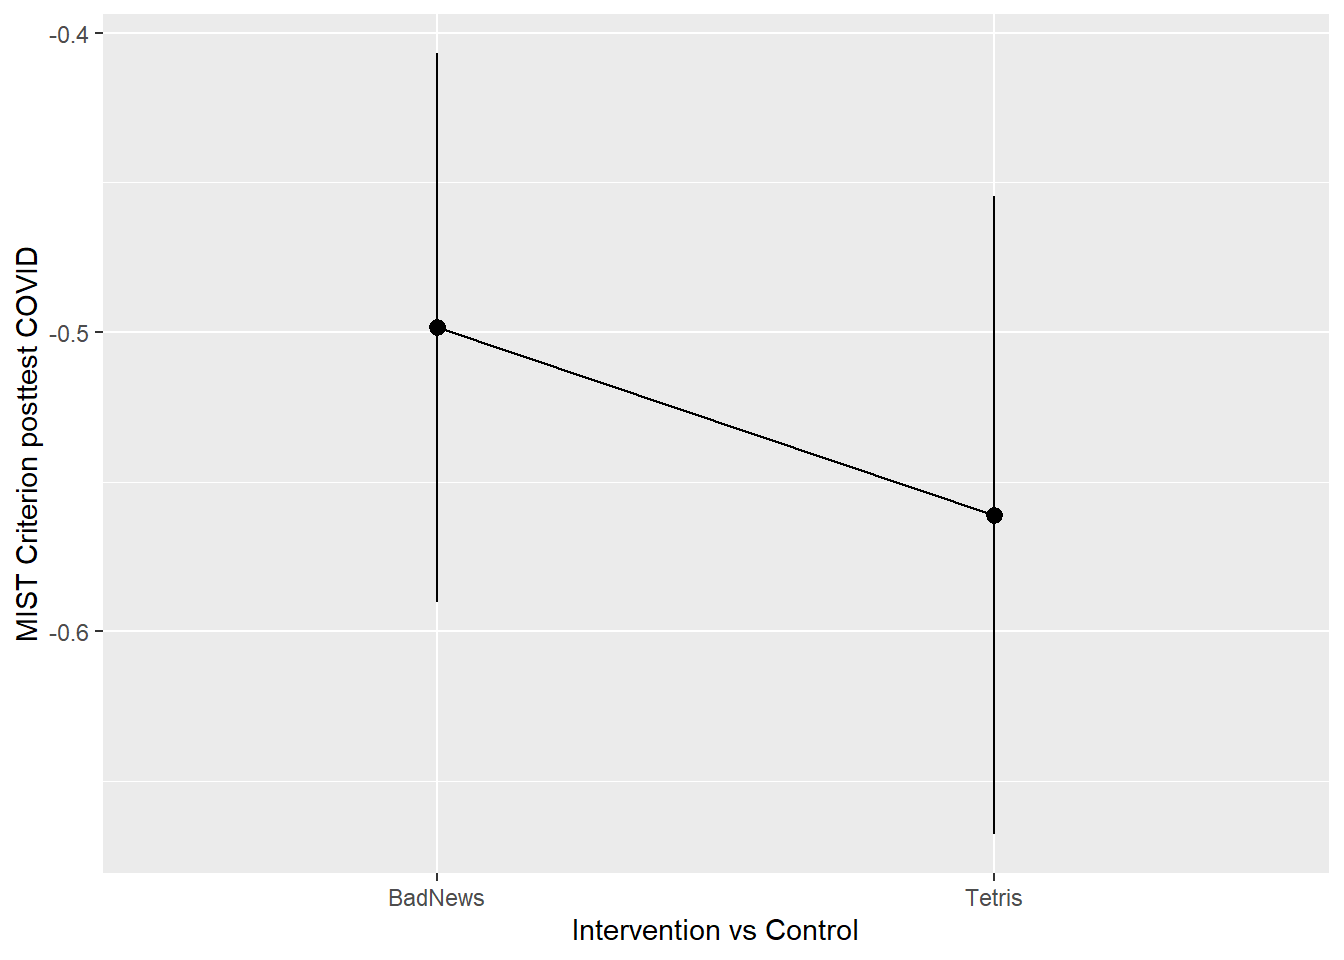 MIST Criterion posttest COVID
-0.4
-0.5
-0.6
BadNews
Tetris
Intervention vs Control